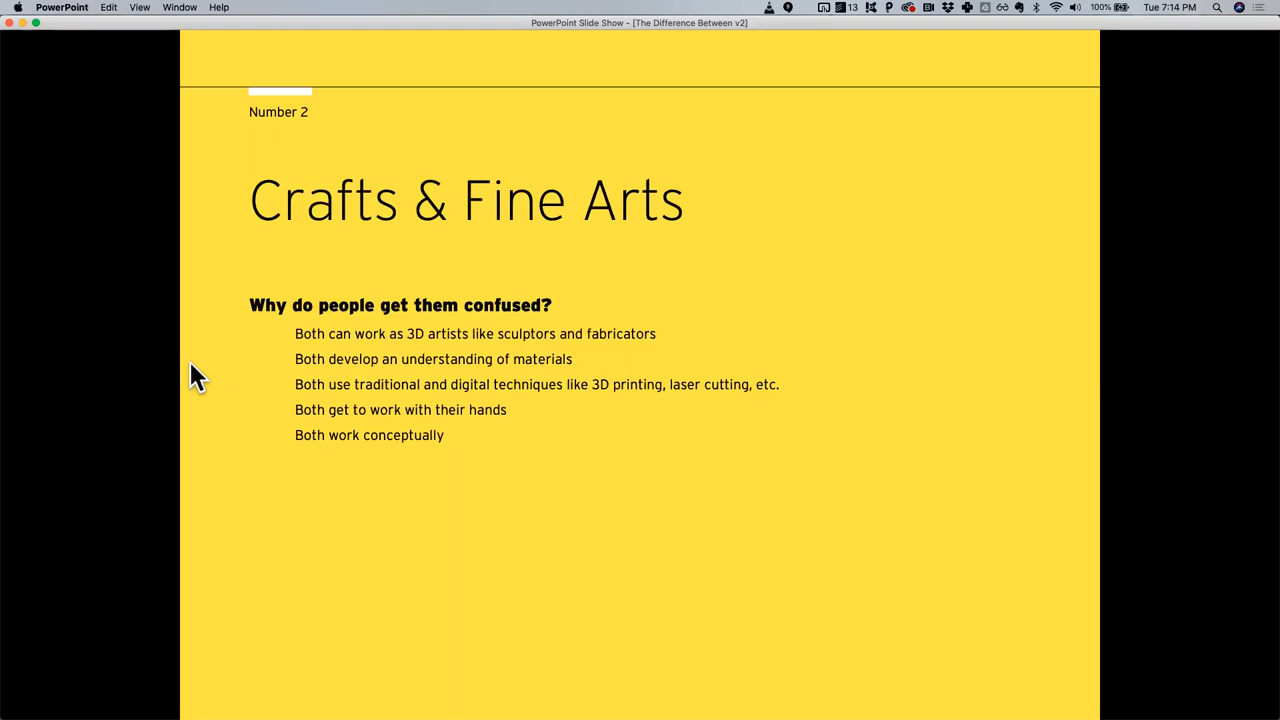 PowerPoint Edit View Window Help 13 100% Tue 7:14 PM
PowerPoint Slide Show - [The Difference Between v2]
Number 2
Crafts & Fine Arts
Why do people get them confused?
Both can work as 3D artists like sculptors and fabricators
Both develop an understanding of materials
Both use traditional and digital techniques like 3D printing, laser cutting, etc.
Both get to work with their hands
Both work conceptually